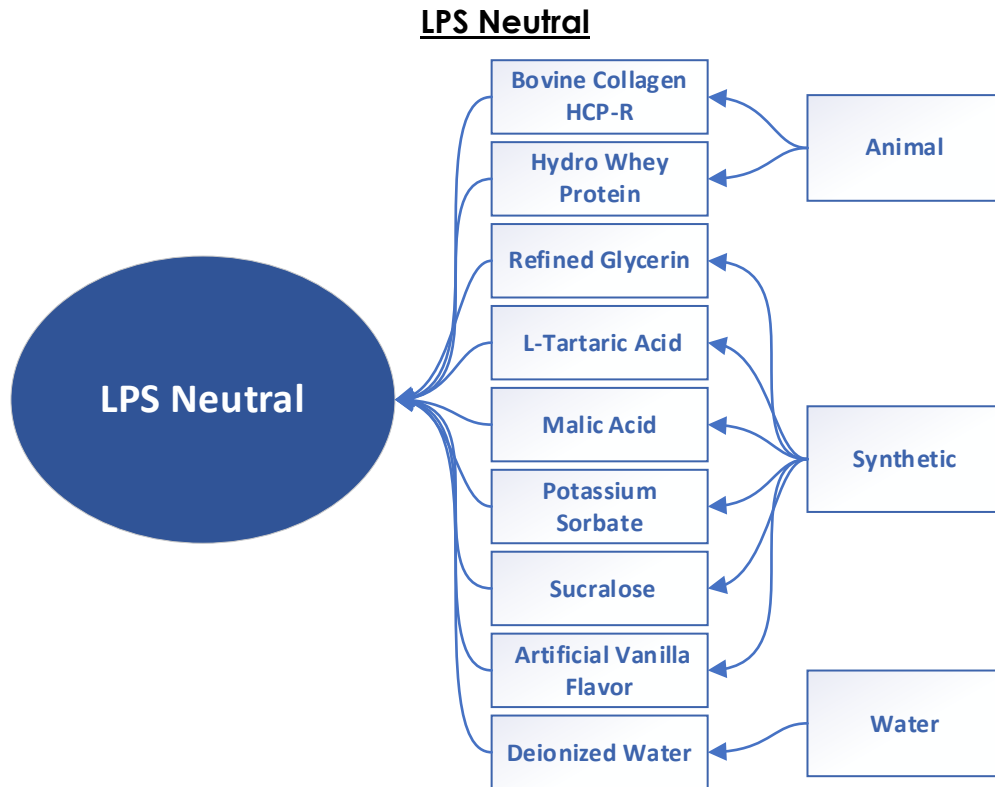 LPS Neutral
Bovine Collagen
HCP-R
Animal
Hydro Whey
Protein
Refined Glycerin
L-Tartaric Acid
LPS Neutral
Malic Acid
Synthetic
Potassium
Sorbate
Sucralose
Artificial Vanilla
Flavor
Water
Deionized Water